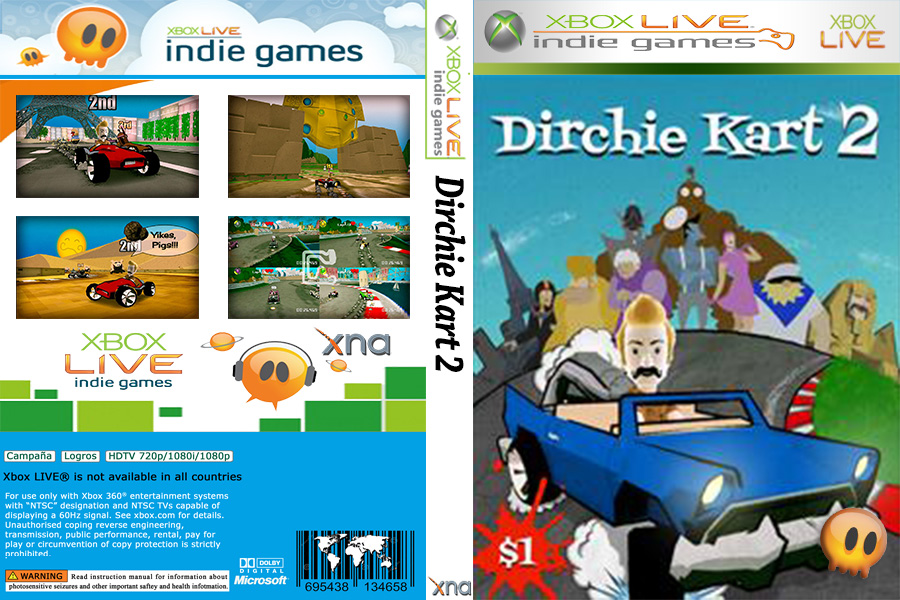 XBOX LIVE
indie games
2nd
3rd
2nd
Yikes,
Pigs!!!
XBOX
LIVE
indie games
xna
Campaña
Logros
HDTV 720p/1080i/1080p
Xbox LIVE® is not available in all countries
For use only with Xbox 360® entertainment systems
with “NTSC” designation and NTSC TVs capable of
displaying a 60Hz signal. See xbox.com for details.
Unauthorised coping reverse engineering,
transmission, public performance, rental, pay for
play or circumvention of copy protection is strictly
prohibited.
WARNING Read instruction manual for information about
photosensitive seizures and other important saftey and health infotmation.
DOLBY
DIGITAL
Microsoft®
695438 134658
XBOX LIVE
indie games
Dirchie Kart 2
xna
XBOX LIVE™
indie games
XBOX
LIVE
Dirchie Kart 2
$1